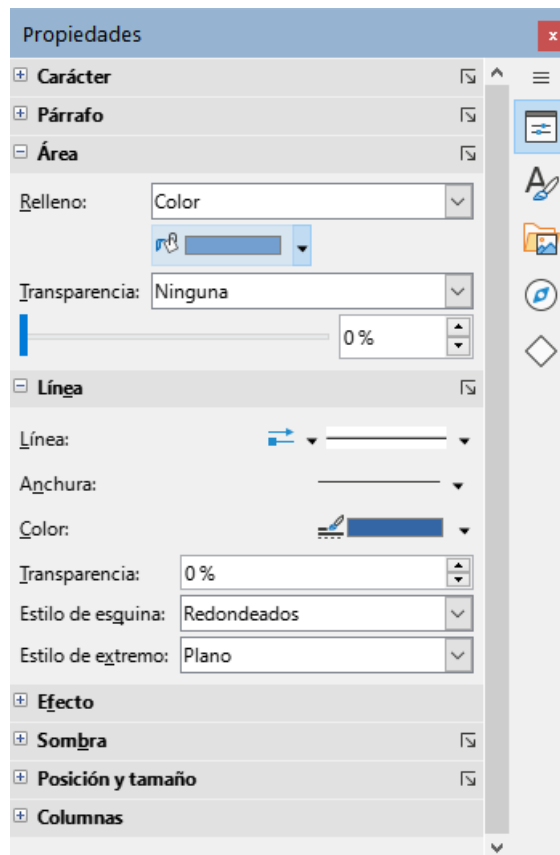 Propiedades
Carácter
Párrafo
Área
Relleno: Color
Transparencia: Ninguna
0 %
Línea
Línea:
Anchura:
Color:
Transparencia: 0 %
Estilo de esquina: Redondeados
Estilo de extremo: Plano
Efecto
Sombra
Posición y tamaño
Columnas